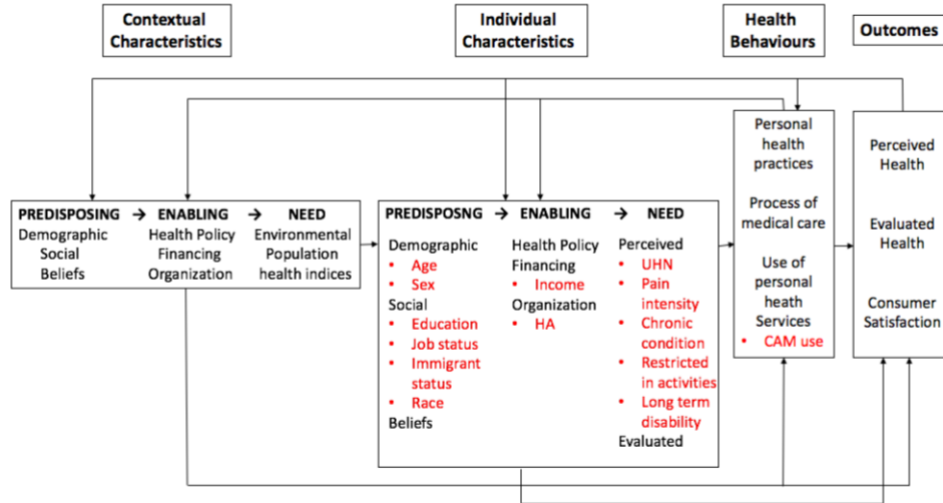 Contextual
Characteristics
Individual
Characteristics
Health
Behaviours
Outcomes
PREDISPOSING → ENABLING → NEED
Demographic Health Policy Environmental
Social Financing Population
Beliefs Organization health indices
PREDISPOSNG → ENABLING → NEED
Demographic
• Age
• Sex
Social
• Education
• Job status
• Immigrant
status
• Race
Beliefs
Health Policy
Financing
• Income
Organization
• HA
Perceived
• UHN
• Pain
intensity
• Chronic
condition
• Restricted
in activities
• Long term
disability
Evaluated
Personal
health
practices
Process of
medical care
Use of
personal
heath
Services
• CAM use
Perceived
Health
Evaluated
Health
Consumer
Satisfaction